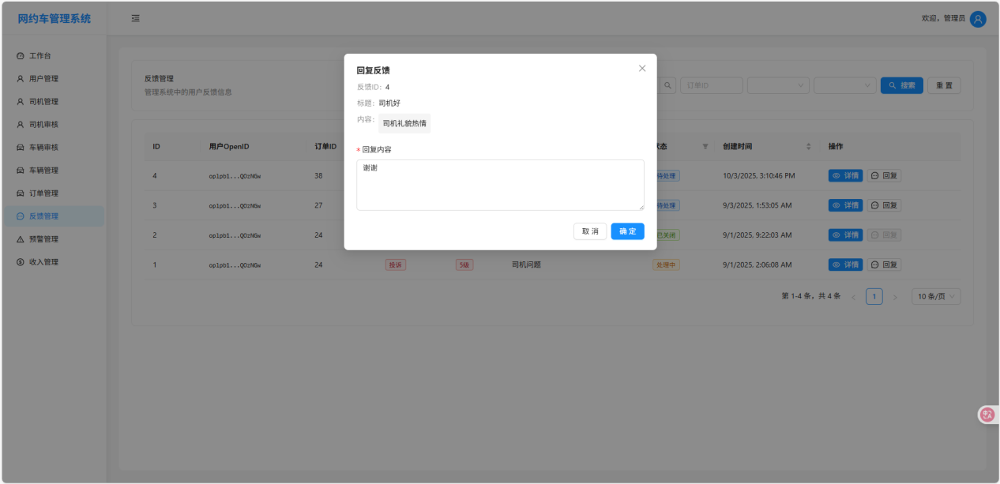 网约车管理系统
欢迎，管理员
工作台
用户管理
司机管理
司机审核
车辆审核
车辆管理
订单管理
反馈管理
预警管理
收入管理
反馈管理
管理系统中的用户反馈信息
订单ID
搜索
重置
回复反馈
反馈ID： 4
标题： 司机好
内容： 司机礼貌热情
* 回复内容
谢谢
取消 确定
ID 用户OpenID 订单ID 状态 创建时间 操作
4 oplpb1...QOzNGw 38 待处理 10/3/2025, 3:10:46 PM 详情 回复
3 oplpb1...QOzNGw 27 待处理 9/3/2025, 1:53:05 AM 详情 回复
2 oplpb1...QOzNGw 24 已关闭 9/1/2025, 9:22:03 AM 详情 回复
1 oplpb1...QOzNGw 24 投诉 5级 司机问题 处理中 9/1/2025, 2:06:08 AM 详情 回复
第 1-4 条，共 4 条 < 1 > 10 条/页